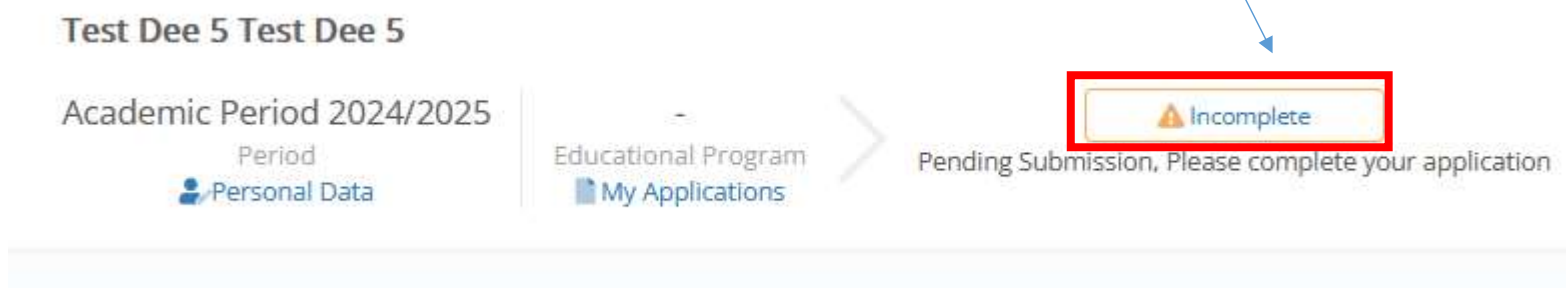 Test Dee 5 Test Dee 5
Academic Period 2024/2025
Period
Personal Data
-
Educational Program
My Applications
Incomplete
Pending Submission, Please complete your application